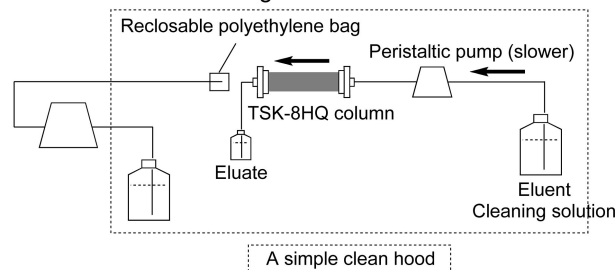 Reclosable polyethylene bag
Peristaltic pump (slower)
TSK-8HQ column
Eluate
Eluent
Cleaning solution
A simple clean hood